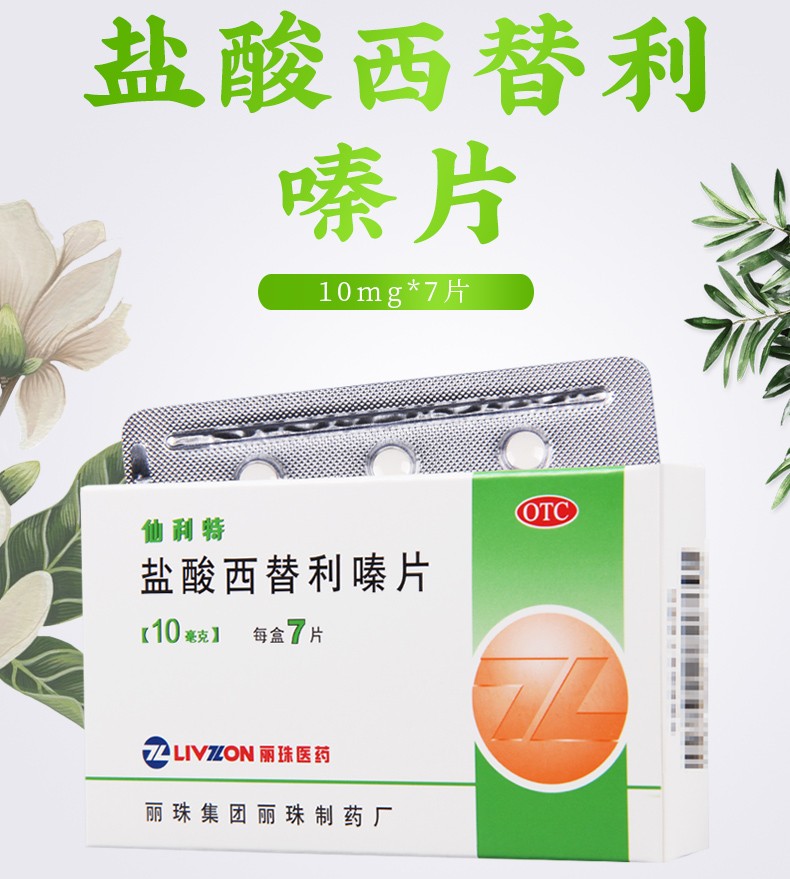 盐酸西替利
嗪片
10mg*7片
OTC
仙利特
盐酸西替利嗪片
【10毫克】 每盒7片
LIVZON 丽珠医药
丽珠集团丽珠制药厂